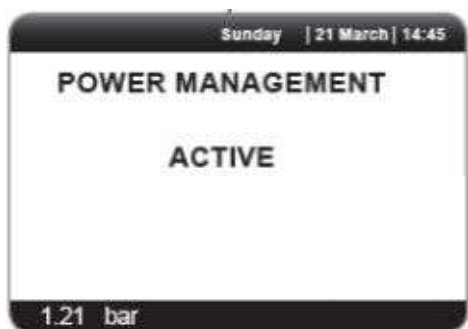 Sunday | 21 March | 14:45
POWER MANAGEMENT
ACTIVE
1.21 bar